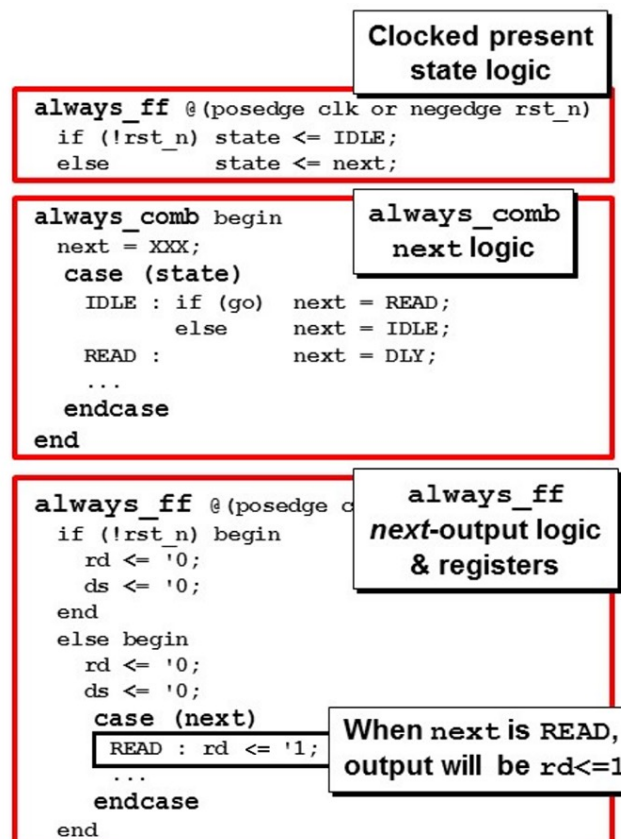 Clocked present
state logic
always_ff @(posedge clk or negedge rst_n)
if (!rst_n) state <= IDLE;
else state <= next;
always_comb begin
next = XXX;
case (state)
IDLE : if (go) next = READ;
else next = IDLE;
READ : next = DLY;
...
endcase
end
always_comb
next logic
always_ff @(posedge c
if (!rst_n) begin
rd <= '0;
ds <= '0;
end
else begin
rd <= '0;
ds <= '0;
case (next)
READ : rd <= '1;
...
endcase
end
always_ff
next-output logic
& registers
When next is READ,
output will be rd<=1